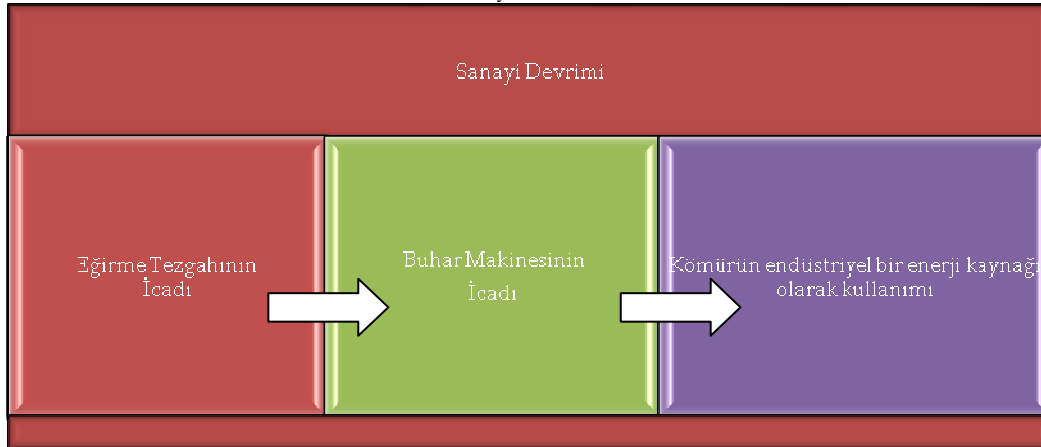 Sanayi Devrimi
Eğirme Tezgahının
İcadı
Buhar Makinesinin
İcadı
Kömürün endüstriyel bir enerji kaynağı
olarak kullanımı